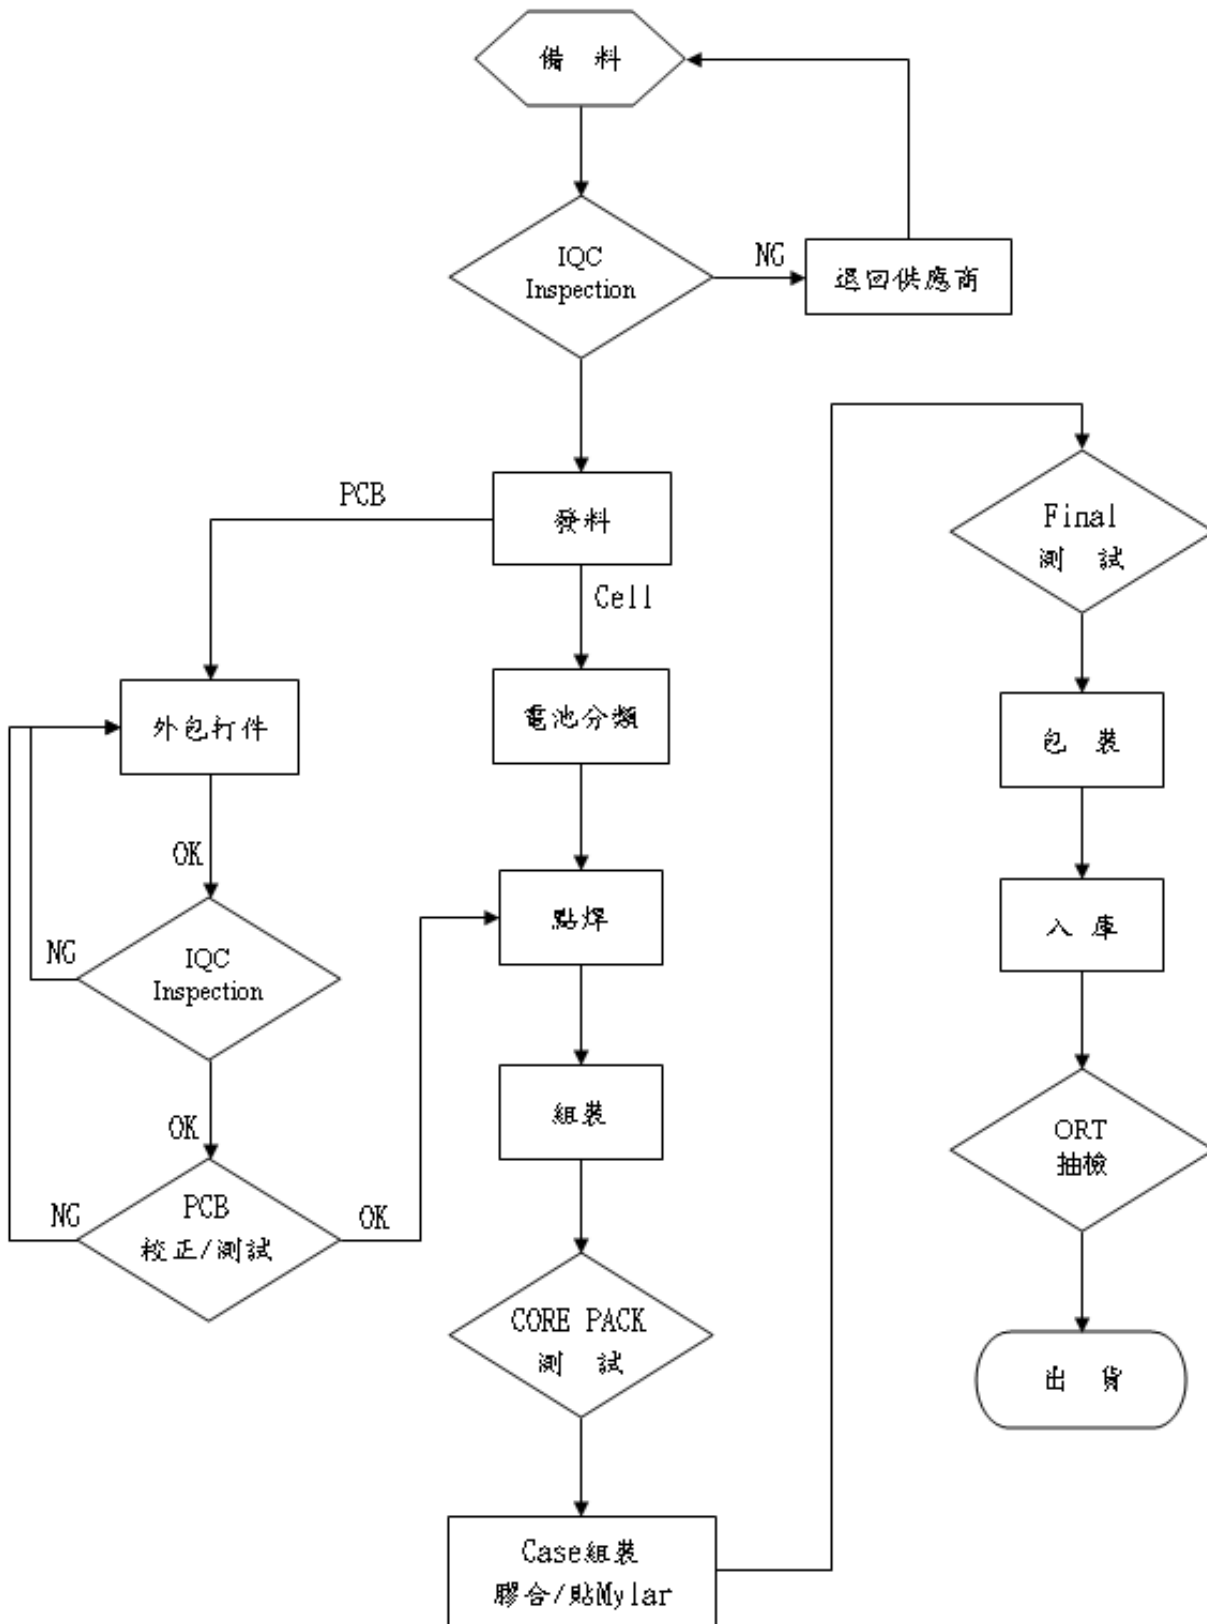 備 料
IQC
Inspection
NG
退回供應商
PCB
發料
Cell
外包打件
電池分類
OK
NG
IQC
Inspection
點焊
OK
組裝
NG
PCB
校正/測試
OK
CORE PACK
測 試
Case組裝
膠合/貼Mylar
Final
測 試
包 裝
入 庫
ORT
抽檢
出 貨